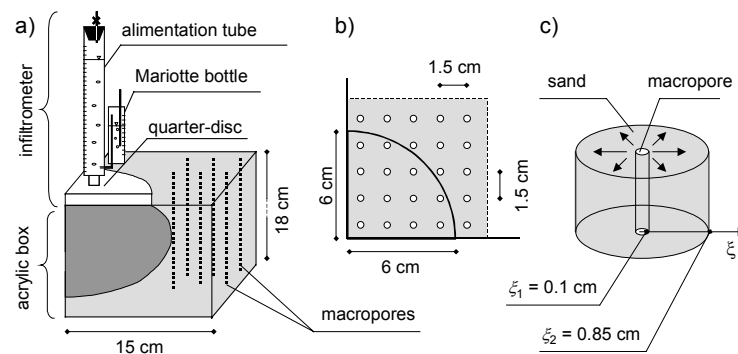 a)
alimentation tube
Mariotte bottle
quarter-disc
infiltrometer
acrylic box
18 cm
15 cm
macropores
b)
1.5 cm
1.5 cm
6 cm
6 cm
c)
sand
macropore
ξ
ξ1 = 0.1 cm
ξ2 = 0.85 cm